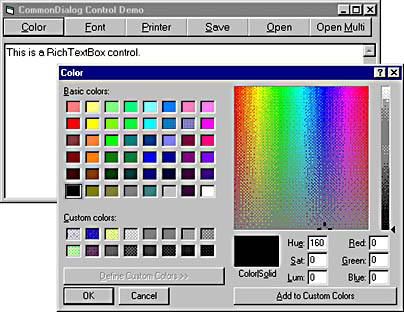 CommonDialog Control Demo
Color Font Printer Save Open Open Multi
This is a RichTextBox control.
Color
Basic colors:
Custom colors:
Define Custom Colors >>
OK Cancel
Color|Solid
Hue: 160 Red: 0
Sat: 0 Green: 0
Lum: 0 Blue: 0
Add to Custom Colors